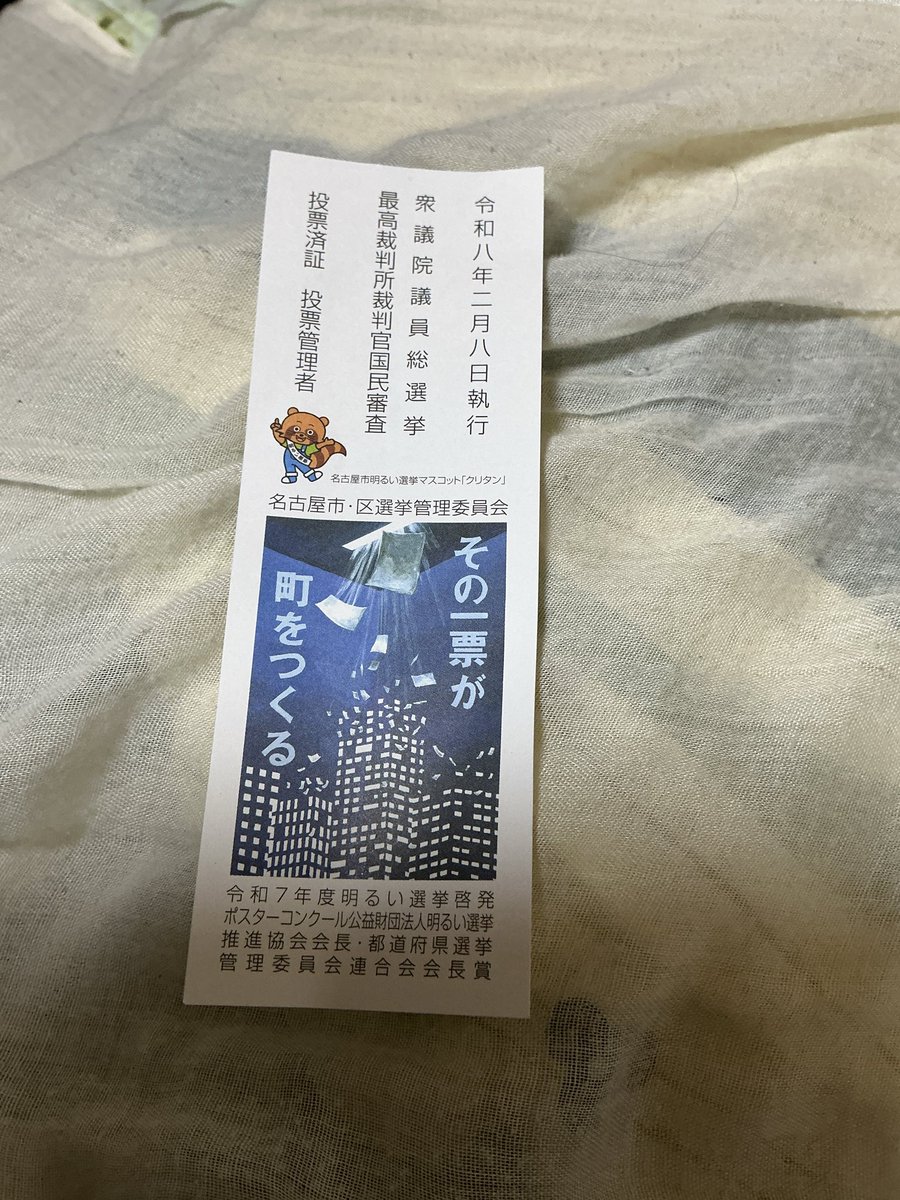 令和八年二月八日執行
衆議院議員総選挙
最高裁判所裁判官国民審査
投票済証 投票管理者
名古屋市明るい選挙マスコット「クリタン」
名古屋市・区選挙管理委員会
その一票が
町をつくる
令和7年度明るい選挙啓発
ポスターコンクール公益財団法人明るい選挙
推進協会会長・都道府県選挙
管理委員会連合会会長賞